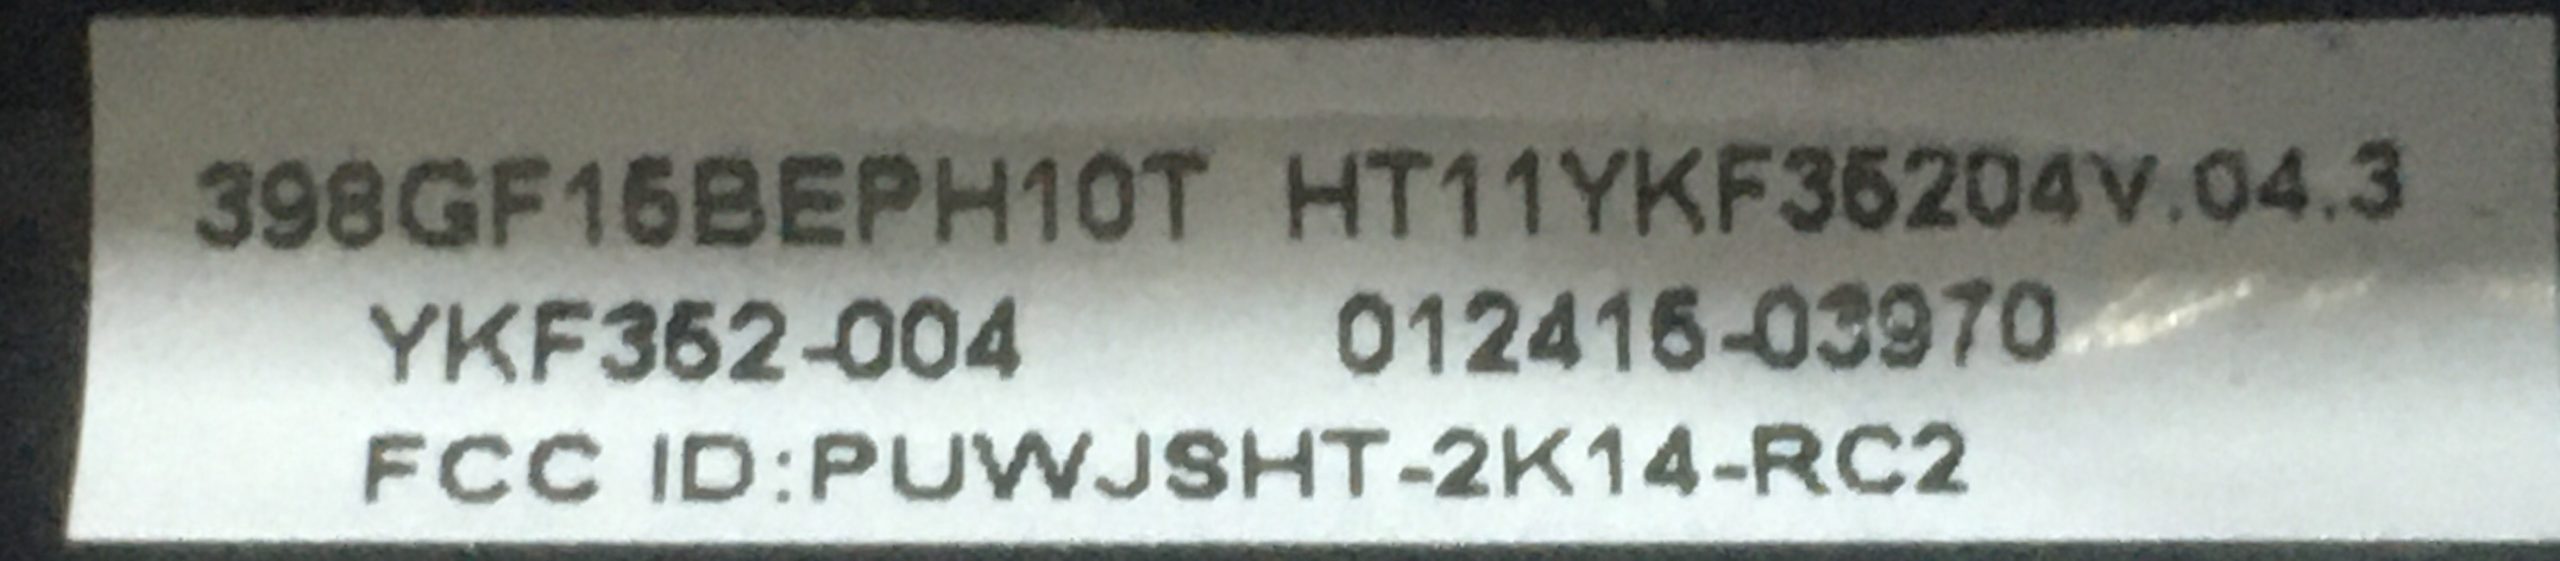 398GF15BEPH10T HT11YKF35204V.04.3
YKF352-004 012415-03970
FCC ID:PUWJSHT-2K14-RC2